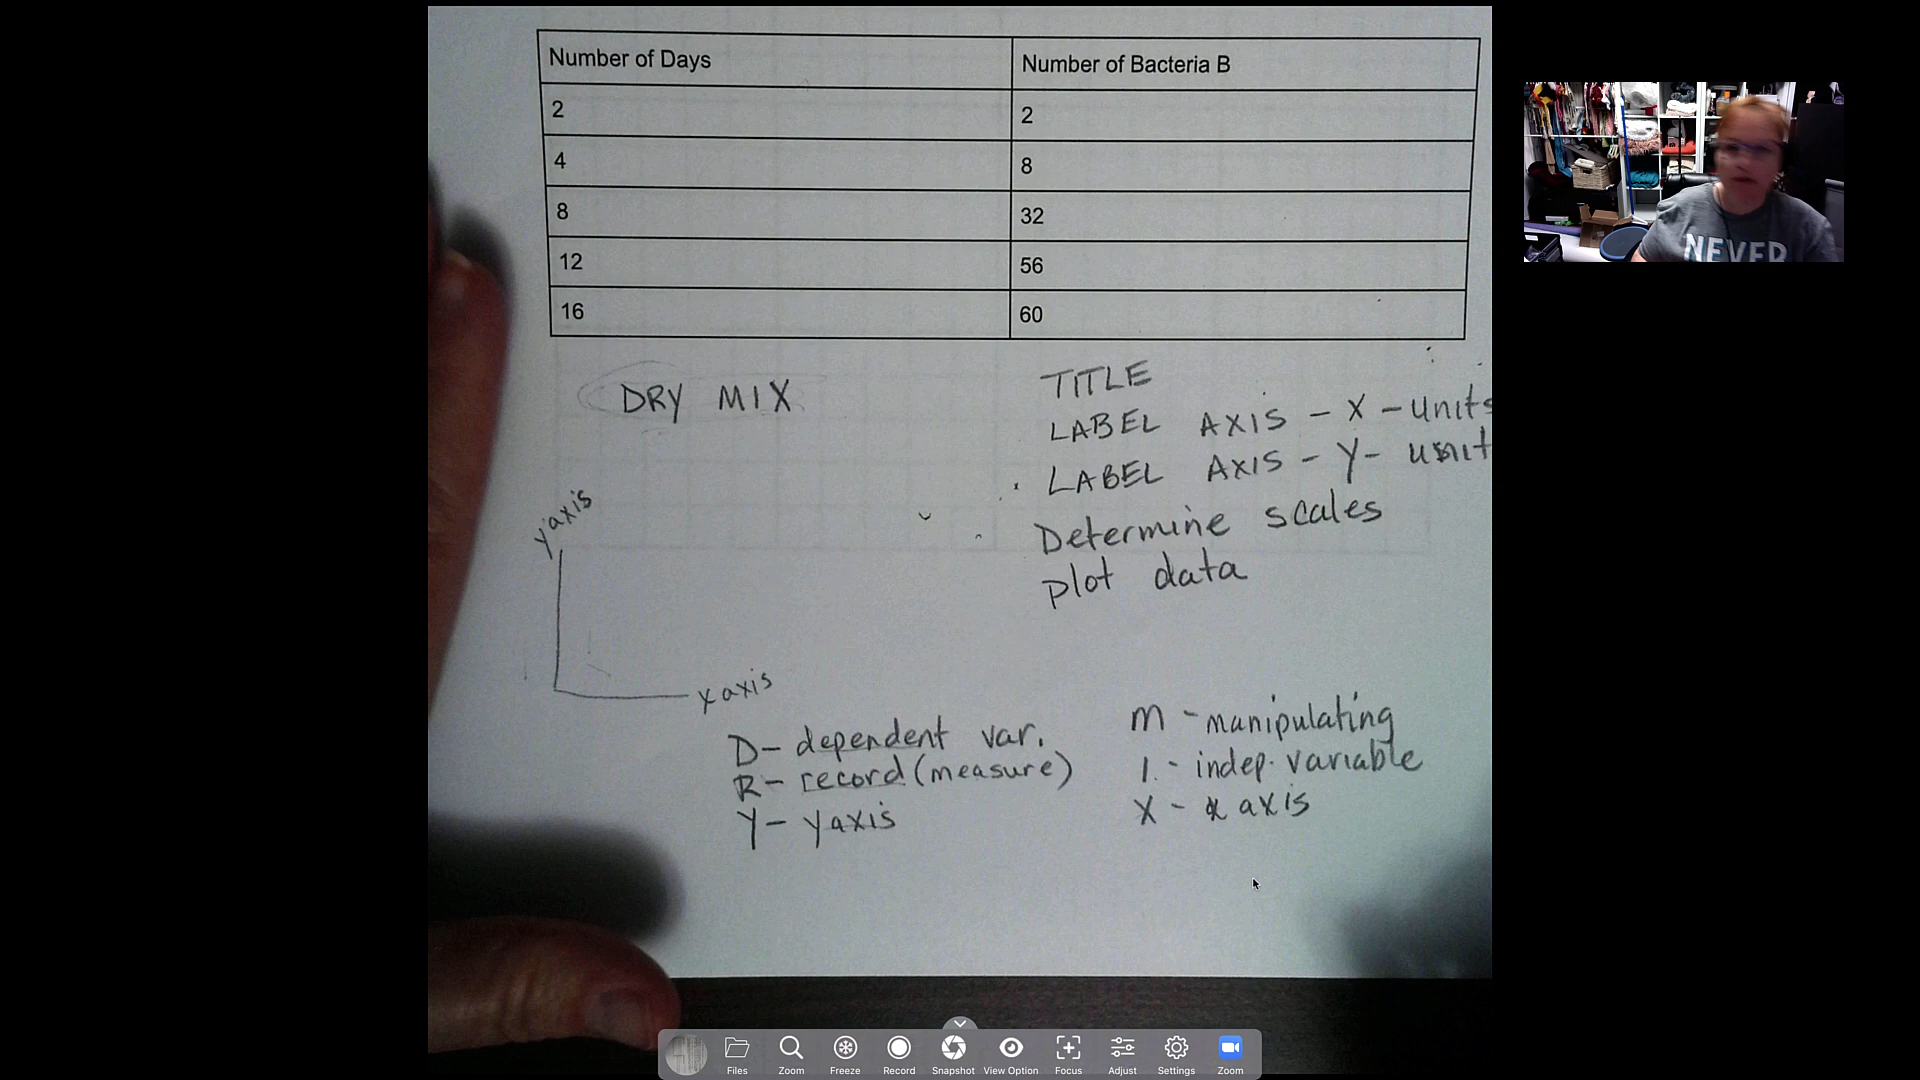 Number of Days Number of Bacteria B
2 2
4 8
8 32
12 56
16 60
DRY MIX
TITLE
LABEL AXIS - X - units
LABEL AXIS - Y - unit
Determine scales
plot data
y axis
x axis
D - dependent var.
R - record (measure)
Y - y axis
M - manipulating
I - indep. variable
X - x axis
NEVER
Files Zoom Freeze Record Snapshot View Option Focus Adjust Settings Zoom